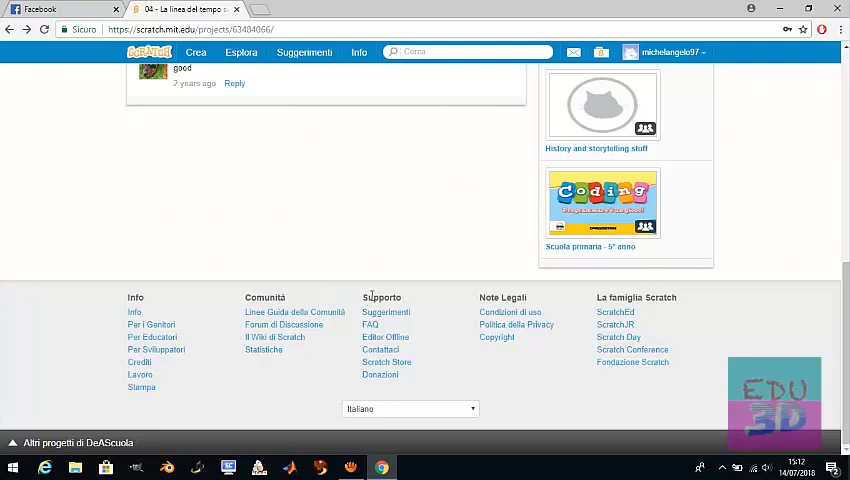 Facebook
04 - La linea del tempo s
Sicuro
https://scratch.mit.edu/projects/63484066/
SCRATCH
Crea
Esplora
Suggerimenti
Info
Cerca
michelangelo97
good
2 years ago
Reply
History and storytelling stuff
Coding
Programmare è un gioco!
DEAGOSTINI
Scuola primaria - 5° anno
Info
Info
Per i Genitori
Per Educatori
Per Sviluppatori
Crediti
Lavoro
Stampa
Comunità
Linee Guida della Comunità
Forum di Discussione
Il Wiki di Scratch
Statistiche
Supporto
Suggerimenti
FAQ
Editor Offline
Contattaci
Scratch Store
Donazioni
Note Legali
Condizioni di uso
Politica della Privacy
Copyright
La famiglia Scratch
ScratchEd
ScratchJR
Scratch Day
Scratch Conference
Fondazione Scratch
Italiano
EDU
3D
Altri progetti di DeAScuola
15:12
14/07/2018